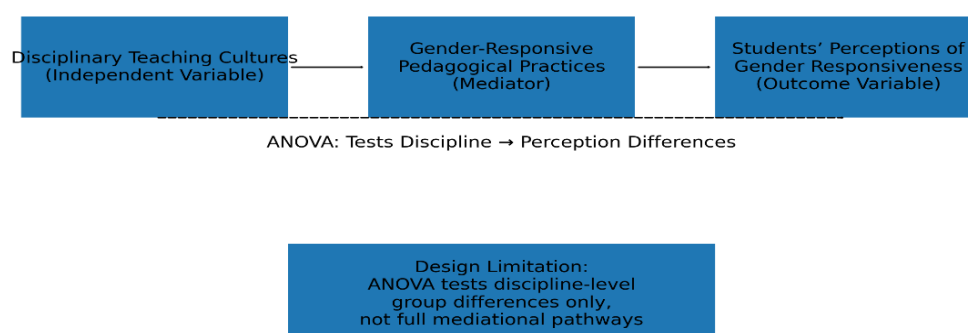 Disciplinary Teaching Cultures
(Independent Variable)
Gender-Responsive
Pedagogical Practices
(Mediator)
Students’ Perceptions of
Gender Responsiveness
(Outcome Variable)
ANOVA: Tests Discipline → Perception Differences
Design Limitation:
ANOVA tests discipline-level
group differences only,
not full mediational pathways